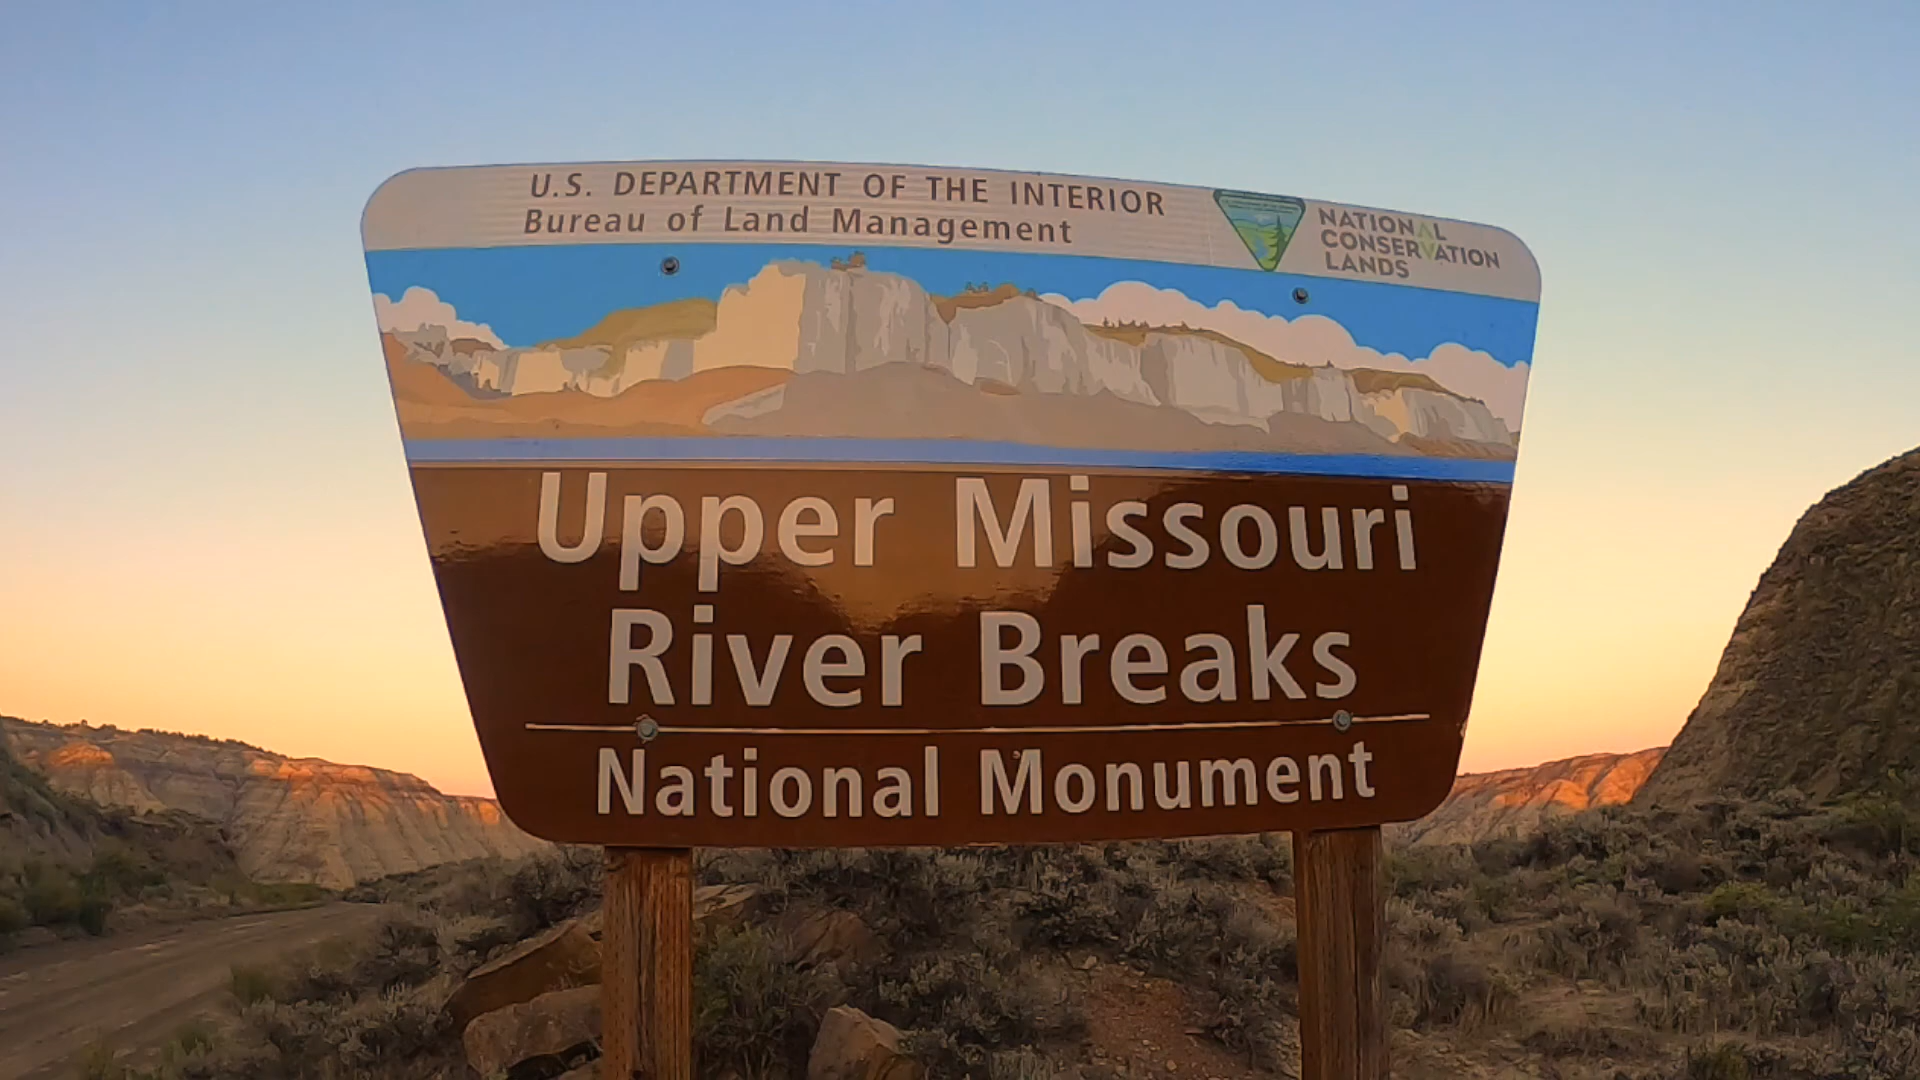 U.S. DEPARTMENT OF THE INTERIOR
Bureau of Land Management
NATIONAL
CONSERVATION
LANDS
Upper Missouri
River Breaks
National Monument